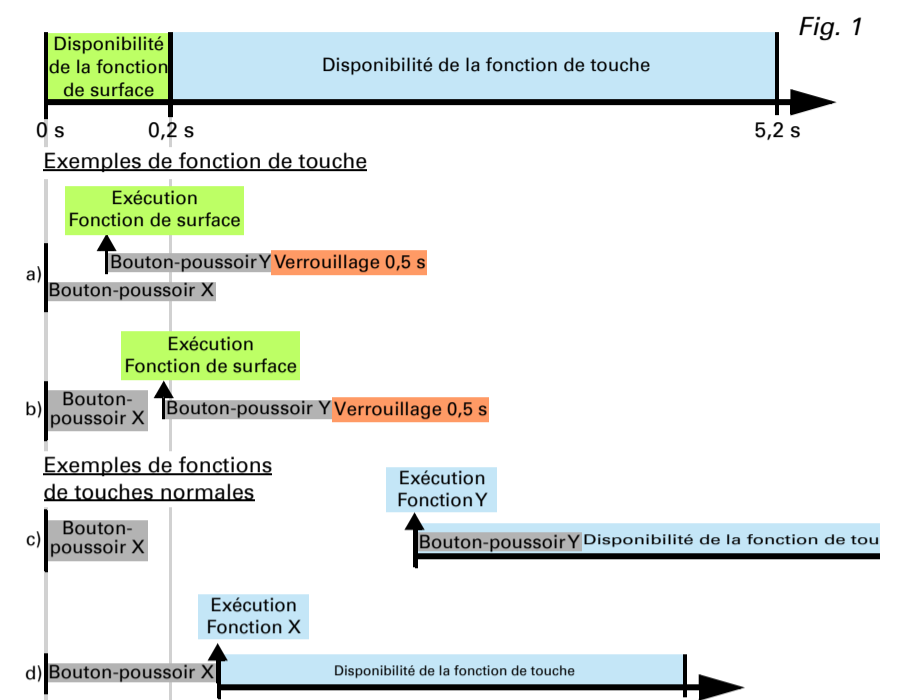 Fig. 1
Disponibilité
de la fonction
de surface
Disponibilité de la fonction de touche
0 s
0,2 s
5,2 s
Exemples de fonction de touche
Exécution
Fonction de surface
a)
Bouton-poussoir Y Verrouillage 0,5 s
Bouton-poussoir X
Exécution
Fonction de surface
b)
Bouton-
poussoir X
Bouton-poussoir Y Verrouillage 0,5 s
Exemples de fonctions
de touches normales
Exécution
Fonction Y
c)
Bouton-
poussoir X
Bouton-poussoir Y Disponibilité de la fonction de tou
Exécution
Fonction X
d) Bouton-poussoir X Disponibilité de la fonction de touche